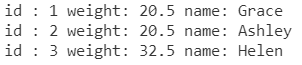 id : 1 weight: 20.5 name: Grace
id : 2 weight: 20.5 name: Ashley
id : 3 weight: 32.5 name: Helen